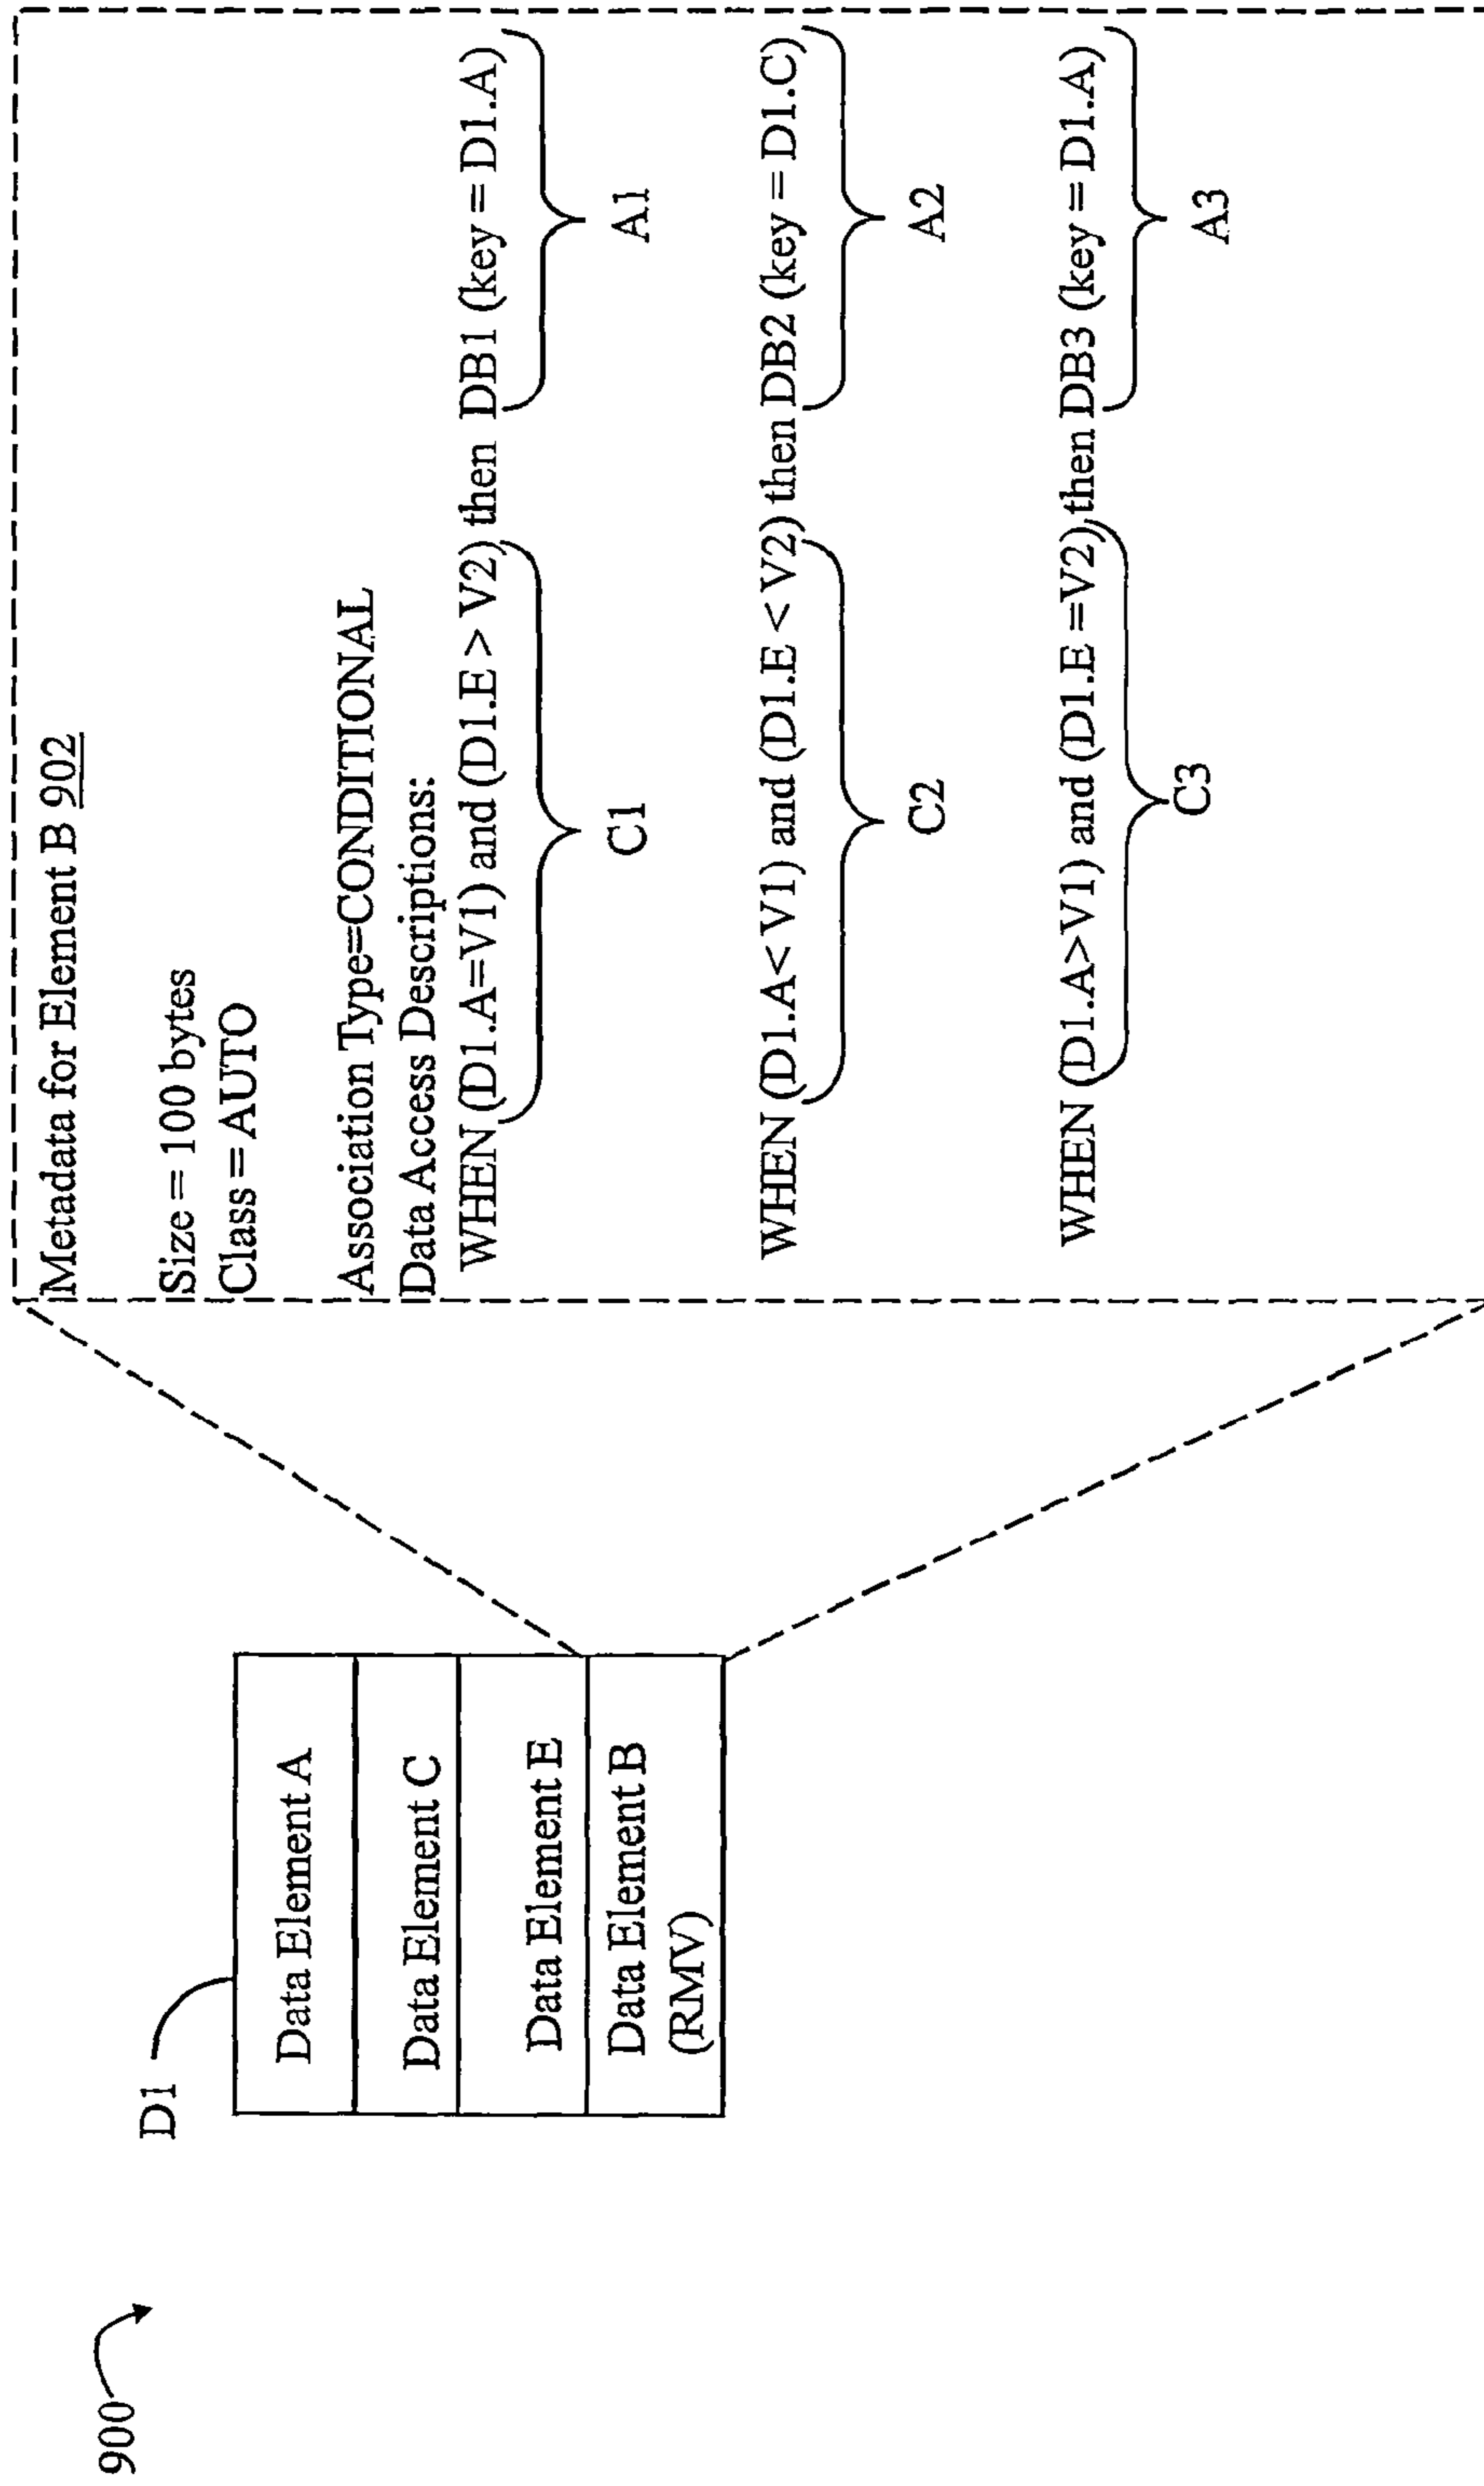 900
D1
Data Element A
Data Element C
Data Element E
Data Element B
(RMV)
Metadata for Element B 902
Size = 100 bytes
Class = AUTO
Association Type=CONDITIONAL
Data Access Descriptions:
WHEN (D1.A=V1) and (D1.E > V2) then DB1 (key = D1.A)
C1 A1
WHEN (D1.A< V1) and (D1.E < V2) then DB2 (key = D1.C)
C2 A2
WHEN (D1.A>V1) and (D1.E =V2) then DB3 (key = D1.A)
C3 A3